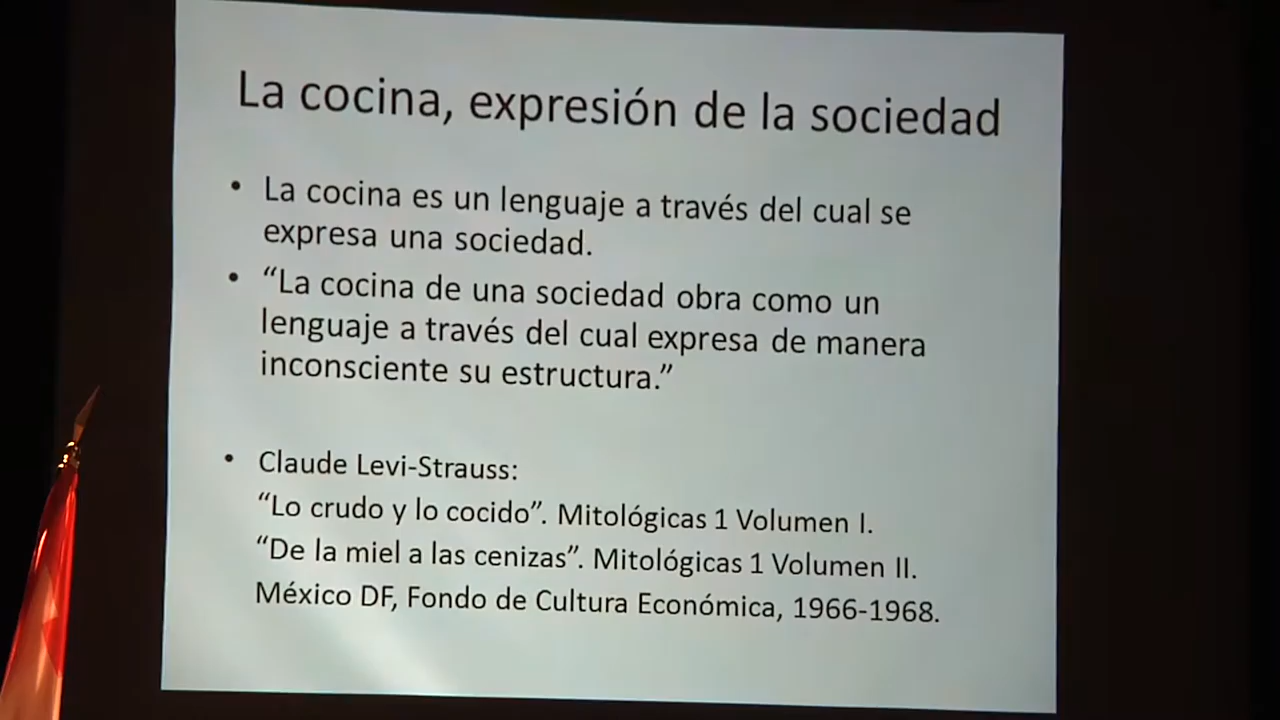 La cocina, expresión de la sociedad
• La cocina es un lenguaje a través del cual se
expresa una sociedad.
• “La cocina de una sociedad obra como un
lenguaje a través del cual expresa de manera
inconsciente su estructura.”
• Claude Levi-Strauss:
“Lo crudo y lo cocido”. Mitológicas 1 Volumen I.
“De la miel a las cenizas”. Mitológicas 1 Volumen II.
México DF, Fondo de Cultura Económica, 1966-1968.